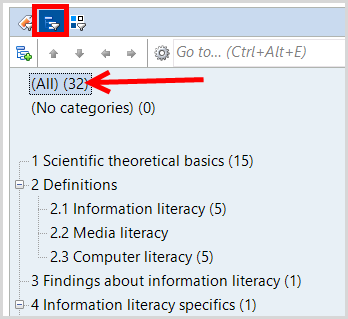 Go to... (Ctrl+Alt+E)
(All) (32)
(No categories) (0)
1 Scientific theoretical basics (15)
2 Definitions
2.1 Information literacy (5)
2.2 Media literacy
2.3 Computer literacy (5)
3 Findings about information literacy (1)
4 Information literacy specifics (1)